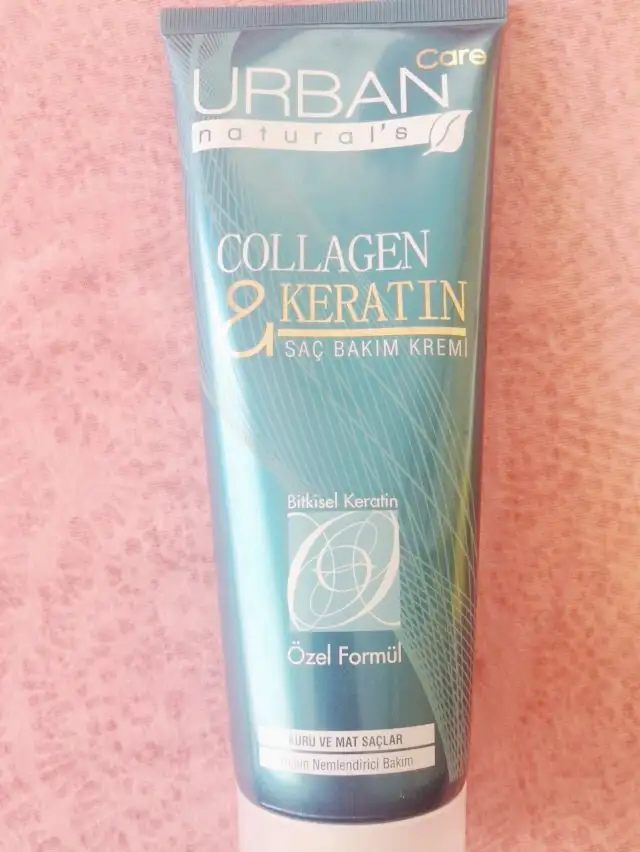 Care
URBAN
natural's
COLLAGEN
& KERATIN
SAÇ BAKIM KREMİ
Bitkisel Keratin
Özel Formül
KURU VE MAT SAÇLAR
Nemlendirici Bakım